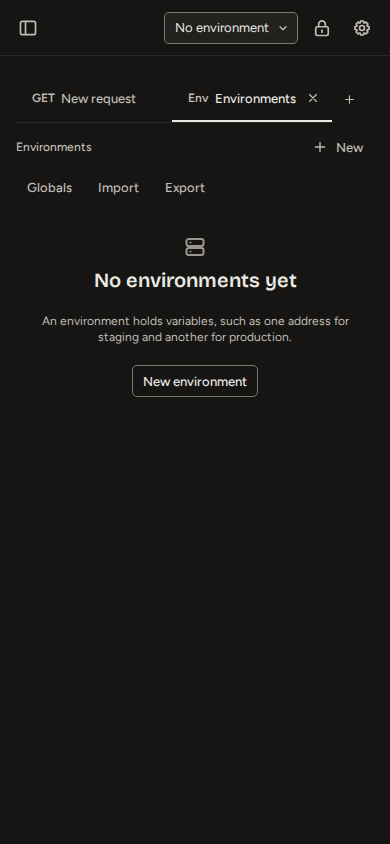 No environment
GET New request
Env Environments
Environments
New
Globals Import Export
No environments yet
An environment holds variables, such as one address for
staging and another for production.
New environment